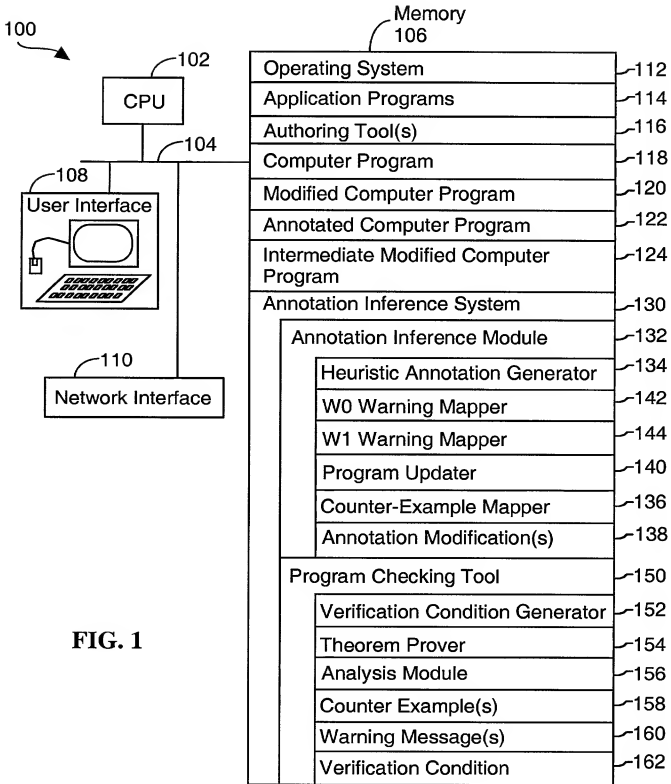 Memory
106
100
102
CPU
104
108
User Interface
110
Network Interface
Operating System 112
Application Programs 114
Authoring Tool(s) 116
Computer Program 118
Modified Computer Program 120
Annotated Computer Program 122
Intermediate Modified Computer 124
Program
Annotation Inference System 130
Annotation Inference Module 132
Heuristic Annotation Generator 134
W0 Warning Mapper 142
W1 Warning Mapper 144
Program Updater 140
Counter-Example Mapper 136
Annotation Modification(s) 138
Program Checking Tool 150
Verification Condition Generator 152
Theorem Prover 154
Analysis Module 156
Counter Example(s) 158
Warning Message(s) 160
Verification Condition 162
FIG. 1